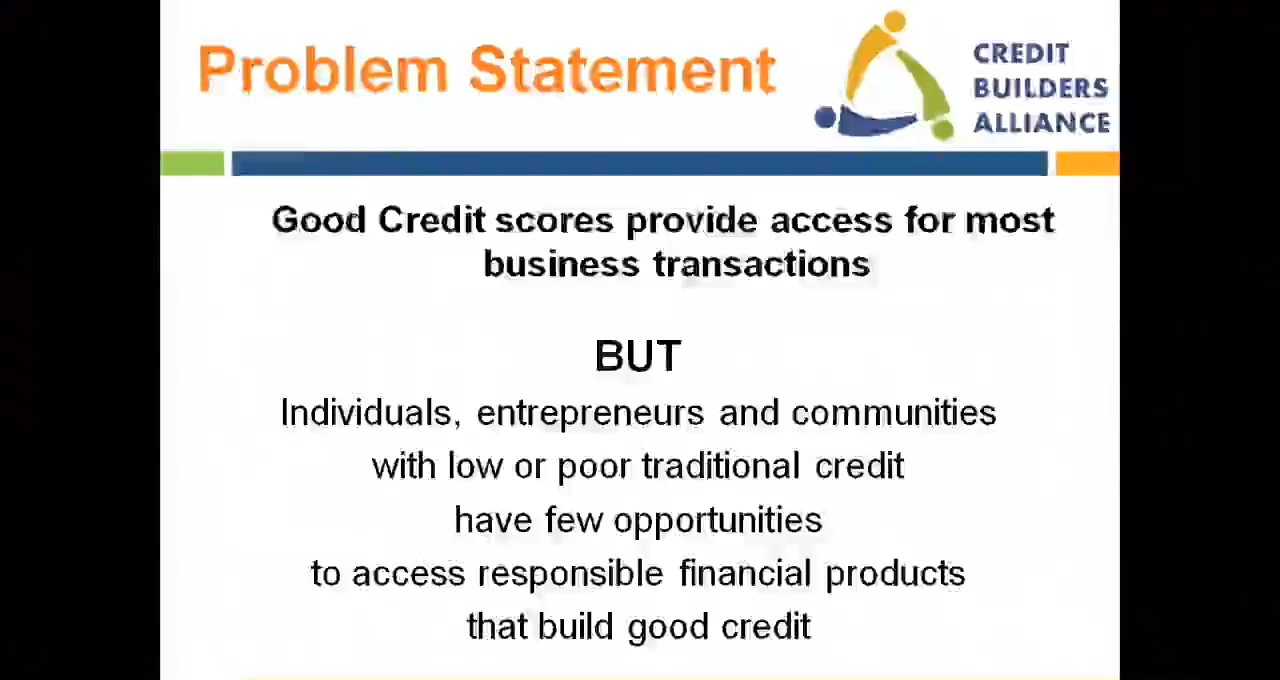 Problem Statement
CREDIT
BUILDERS
ALLIANCE
Good Credit scores provide access for most
business transactions
BUT
Individuals, entrepreneurs and communities
with low or poor traditional credit
have few opportunities
to access responsible financial products
that build good credit